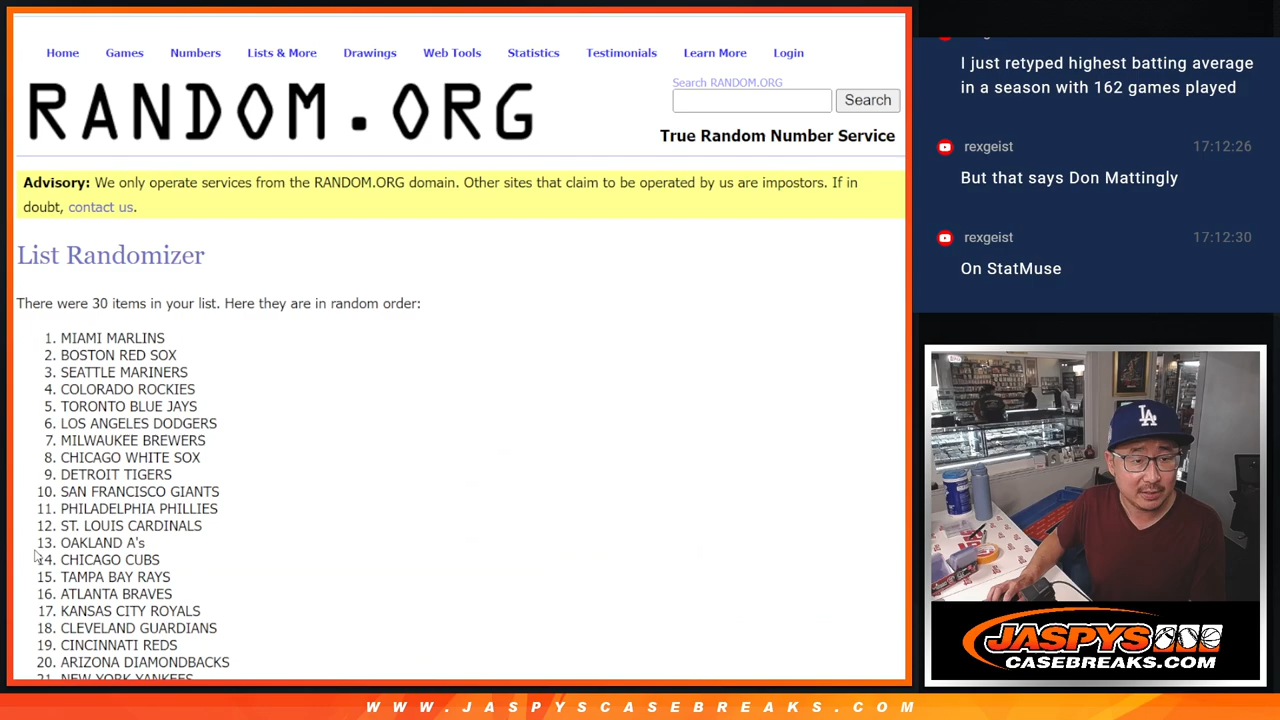 Home Games Numbers Lists & More Drawings Web Tools Statistics Testimonials Learn More Login
RANDOM.ORG
Search RANDOM.ORG
Search
True Random Number Service
Advisory: We only operate services from the RANDOM.ORG domain. Other sites that claim to be operated by us are impostors. If in
doubt, contact us.
List Randomizer
There were 30 items in your list. Here they are in random order:
1. MIAMI MARLINS
2. BOSTON RED SOX
3. SEATTLE MARINERS
4. COLORADO ROCKIES
5. TORONTO BLUE JAYS
6. LOS ANGELES DODGERS
7. MILWAUKEE BREWERS
8. CHICAGO WHITE SOX
9. DETROIT TIGERS
10. SAN FRANCISCO GIANTS
11. PHILADELPHIA PHILLIES
12. ST. LOUIS CARDINALS
13. OAKLAND A's
14. CHICAGO CUBS
15. TAMPA BAY RAYS
16. ATLANTA BRAVES
17. KANSAS CITY ROYALS
18. CLEVELAND GUARDIANS
19. CINCINNATI REDS
20. ARIZONA DIAMONDBACKS
21. NEW YORK YANKEES
I just retyped highest batting average
in a season with 162 games played
rexgeist 17:12:26
But that says Don Mattingly
rexgeist 17:12:30
On StatMuse
LA
JASPYS
CASEBREAKS.COM
WWW.JASPYSCASEBREAKS.COM